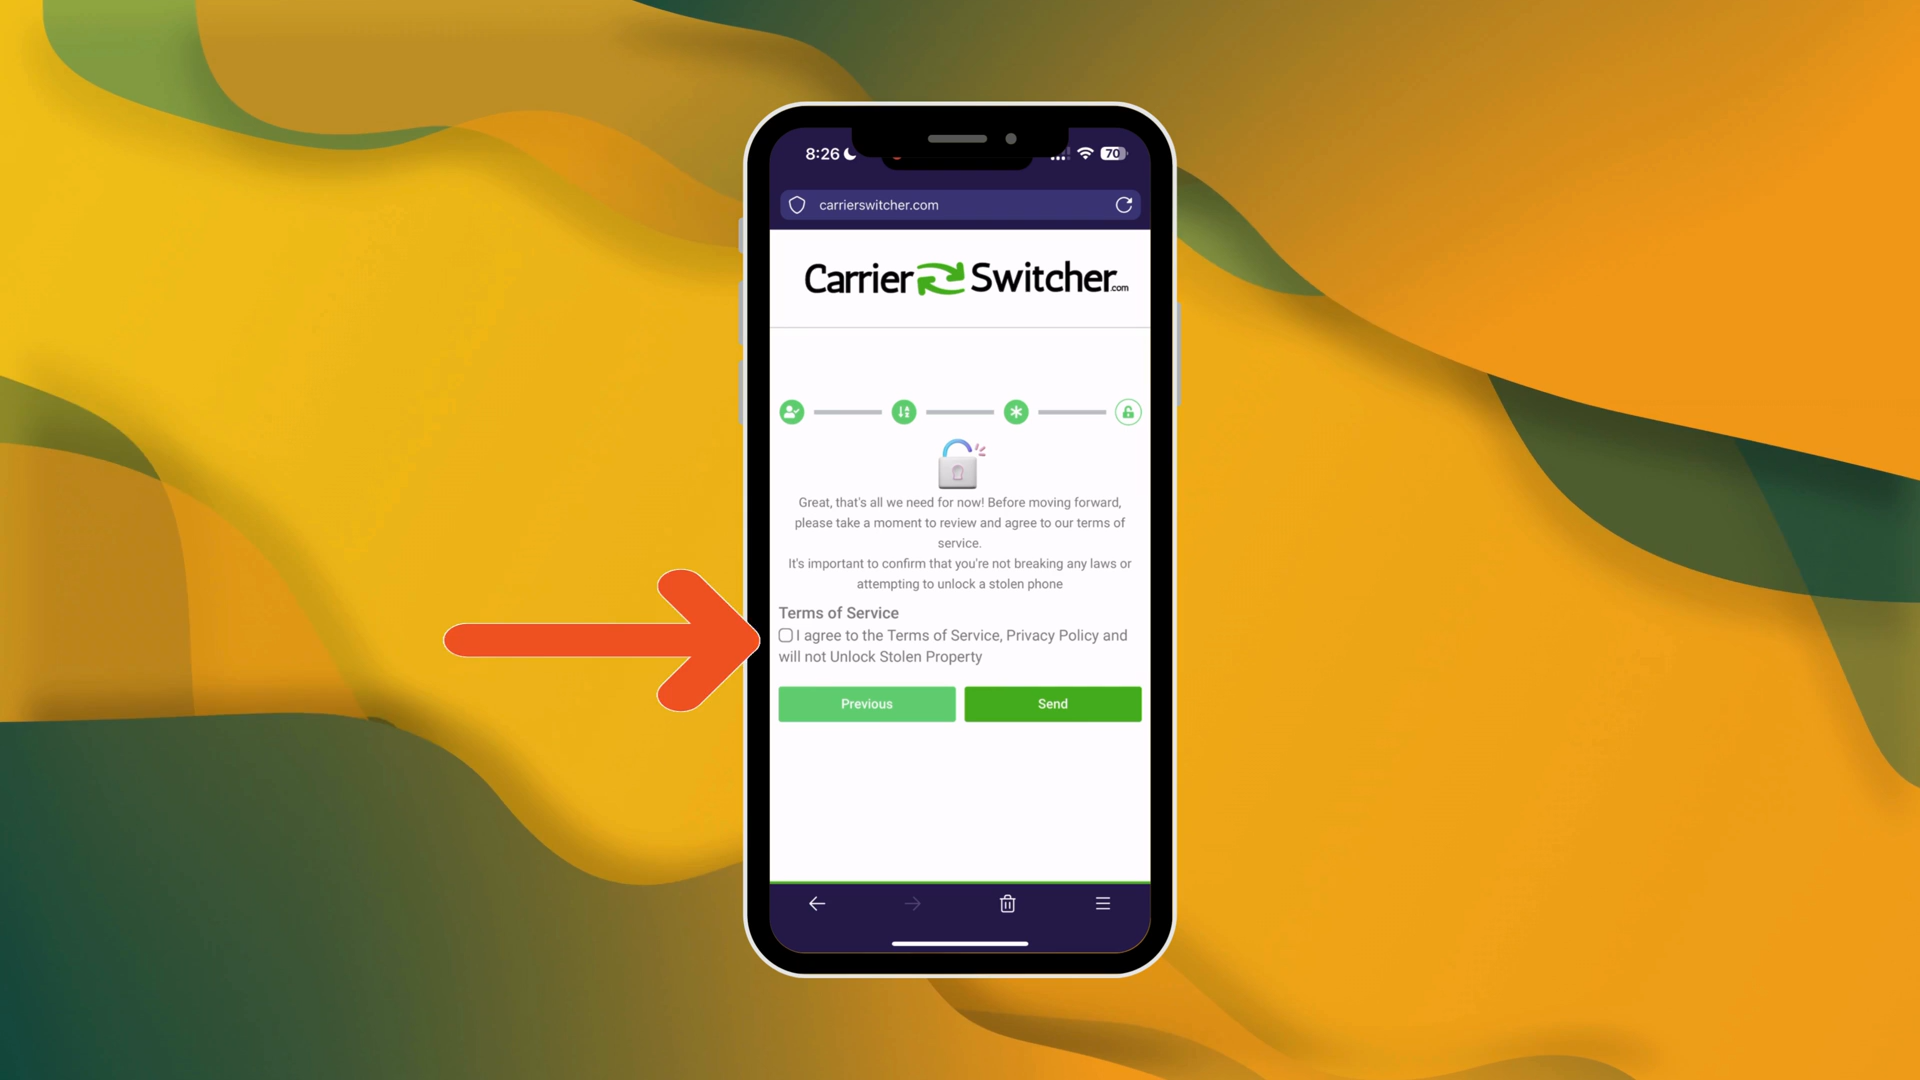 8:26
70
carrierswitcher.com
Carrier Switcher.com
Great, that's all we need for now! Before moving forward,
please take a moment to review and agree to our terms of
service.
It's important to confirm that you're not breaking any laws or
attempting to unlock a stolen phone
Terms of Service
I agree to the Terms of Service, Privacy Policy and
will not Unlock Stolen Property
Previous
Send